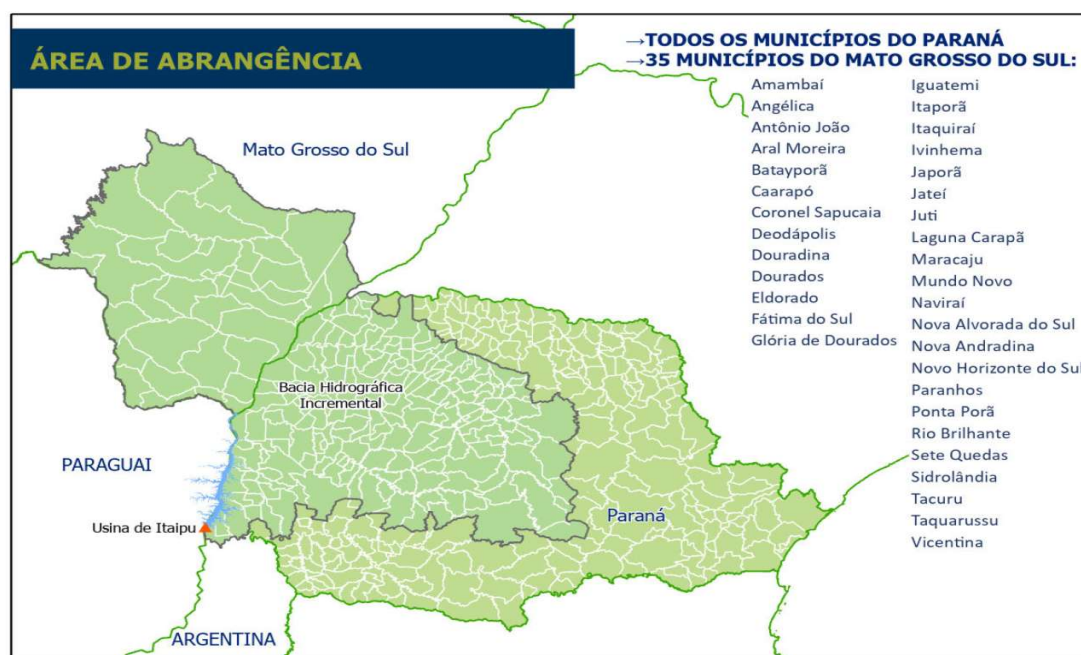 ÁREA DE ABRANGÊNCIA
→TODOS OS MUNICÍPIOS DO PARANÁ
→35 MUNICÍPIOS DO MATO GROSSO DO SUL:
Amambaí
Angélica
Antônio João
Aral Moreira
Batayporã
Caarapó
Coronel Sapucaia
Deodápolis
Douradina
Dourados
Eldorado
Fátima do Sul
Glória de Dourados
Iguatemi
Itaporã
Itaquiraí
Ivinhema
Japorã
Jateí
Juti
Laguna Carapã
Maracaju
Mundo Novo
Naviraí
Nova Alvorada do Sul
Nova Andradina
Novo Horizonte do Sul
Paranhos
Ponta Porã
Rio Brilhante
Sete Quedas
Sidrolândia
Tacuru
Taquarussu
Vicentina
Mato Grosso do Sul
Bacia Hidrográfica
Incremental
PARAGUAI
Usina de Itaipu
Paraná
ARGENTINA